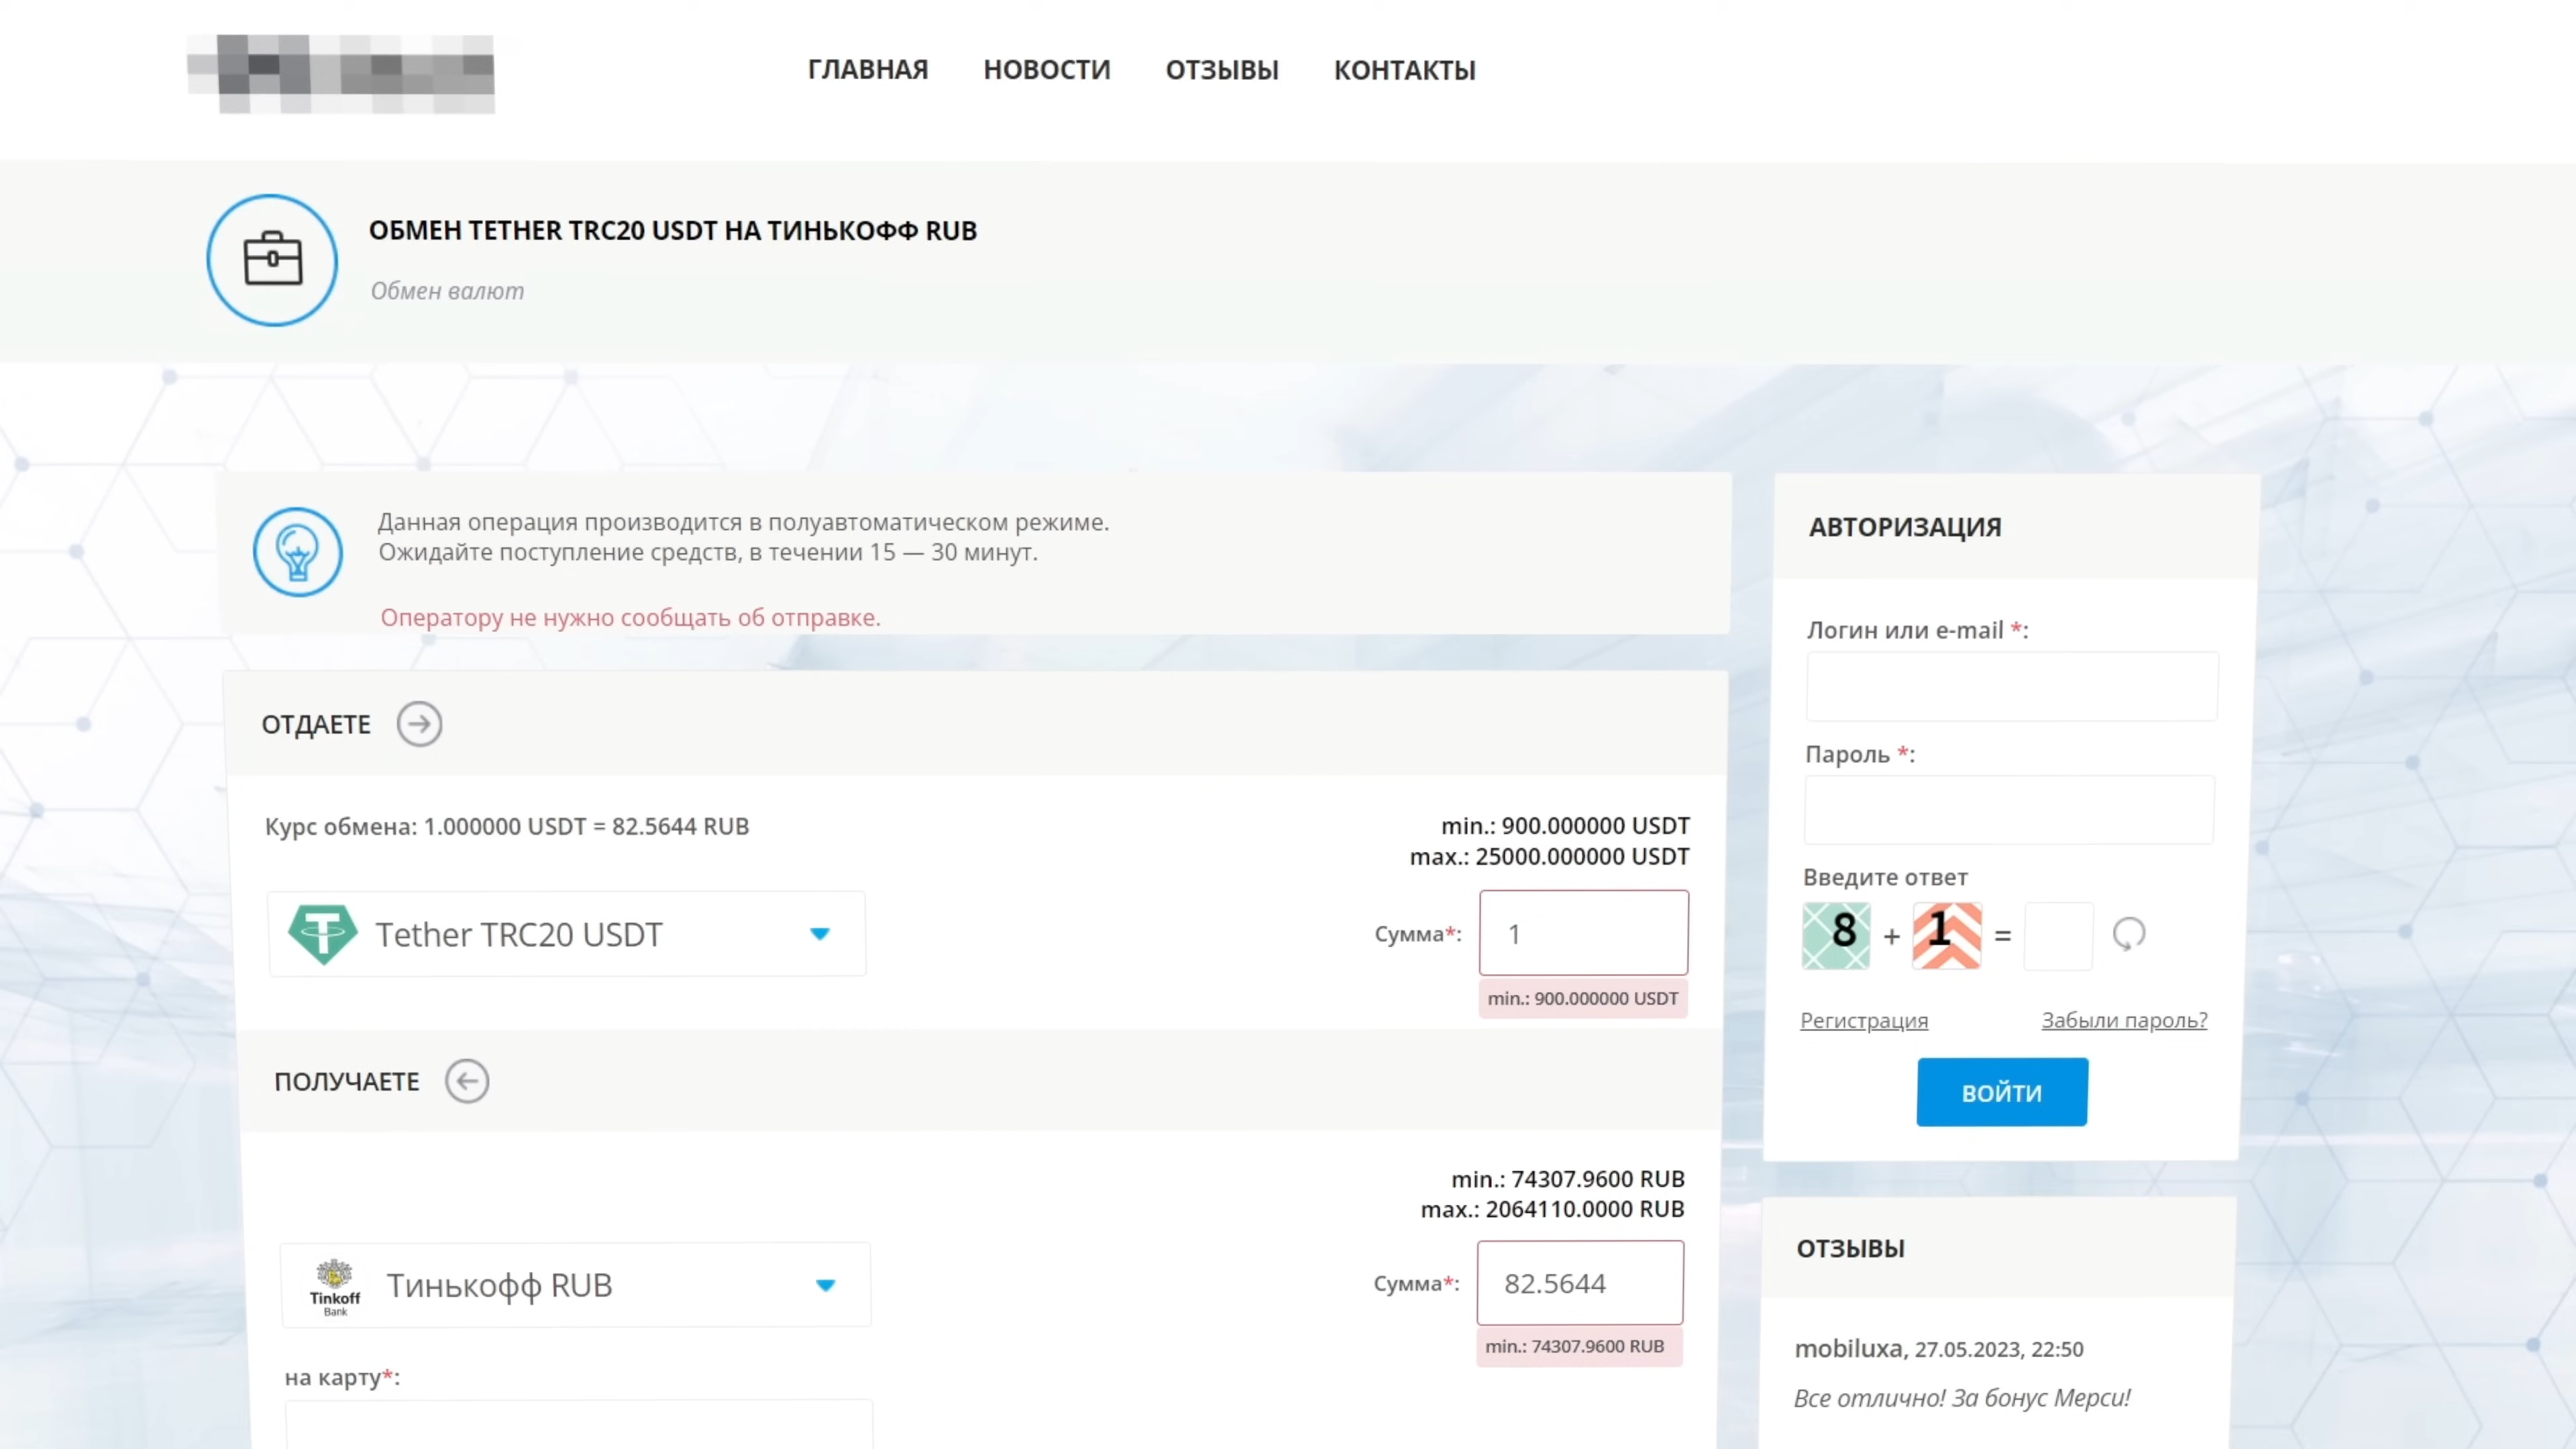 ГЛАВНАЯ НОВОСТИ ОТЗЫВЫ КОНТАКТЫ
ОБМЕН TETHER TRC20 USDT НА ТИНЬКОФФ RUB
Обмен валют
Данная операция производится в полуавтоматическом режиме.
Ожидайте поступление средств, в течении 15 — 30 минут.
Оператору не нужно сообщать об отправке.
ОТДАЕТЕ
Курс обмена: 1.000000 USDT = 82.5644 RUB
min.: 900.000000 USDT
max.: 25000.000000 USDT
Tether TRC20 USDT
Сумма*: 1
min.: 900.000000 USDT
ПОЛУЧАЕТЕ
min.: 74307.9600 RUB
max.: 2064110.0000 RUB
Tinkoff
Bank
Тинькофф RUB
Сумма*: 82.5644
min.: 74307.9600 RUB
на карту*:
АВТОРИЗАЦИЯ
Логин или e-mail *:
Пароль *:
Введите ответ
8 + 1 =
Регистрация Забыли пароль?
ВОЙТИ
ОТЗЫВЫ
mobiluxa, 27.05.2023, 22:50
Все отлично! За бонус Мерси!